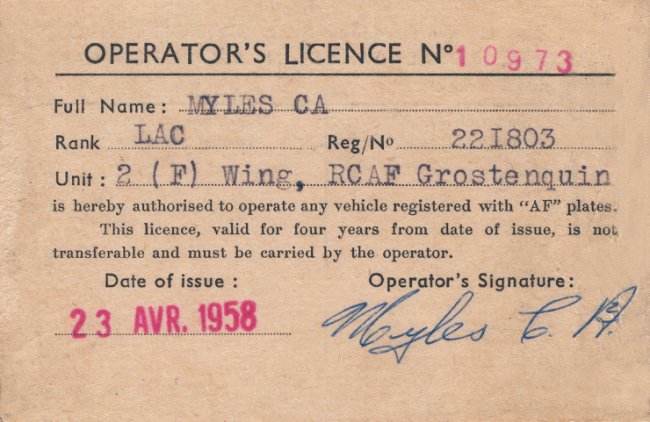 OPERATOR'S LICENCE Nº 10973
Full Name: MYLES CA
Rank LAC Reg/Nº 221803
Unit: 2 (F) Wing, RCAF Grostenquin
is hereby authorised to operate any vehicle registered with “AF” plates.
This licence, valid for four years from date of issue, is not
transferable and must be carried by the operator.
Date of issue: Operator's Signature:
23 AVR. 1958 Myles C. A.